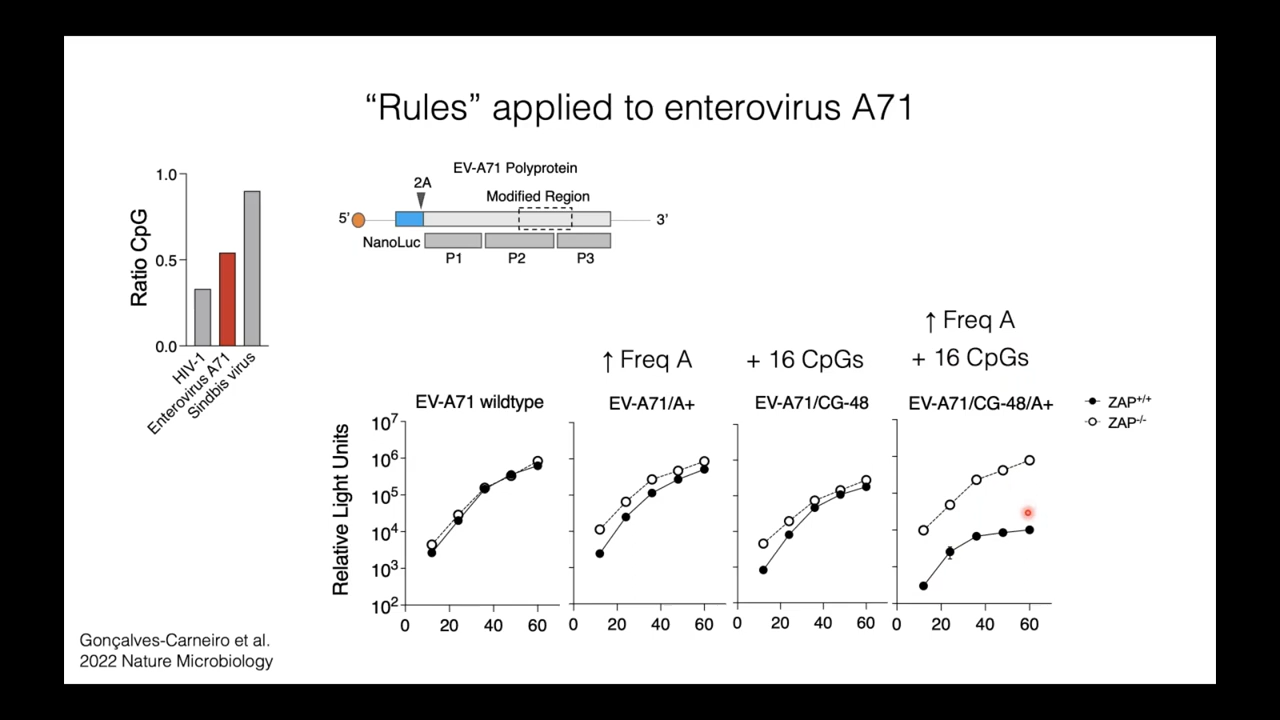 “Rules” applied to enterovirus A71
Ratio CpG
1.0
0.5
0.0
HIV-1
Enterovirus A71
Sindbis virus
EV-A71 Polyprotein
2A
Modified Region
5’
3’
NanoLuc
P1
P2
P3
↑ Freq A
+ 16 CpGs
↑ Freq A
+ 16 CpGs
EV-A71 wildtype
EV-A71/A+
EV-A71/CG-48
EV-A71/CG-48/A+
ZAP+/+
ZAP-/-
Relative Light Units
10⁷
10⁶
10⁵
10⁴
10³
10²
0 20 40 60
0 20 40 60
0 20 40 60
0 20 40 60
Gonçalves-Carneiro et al.
2022 Nature Microbiology